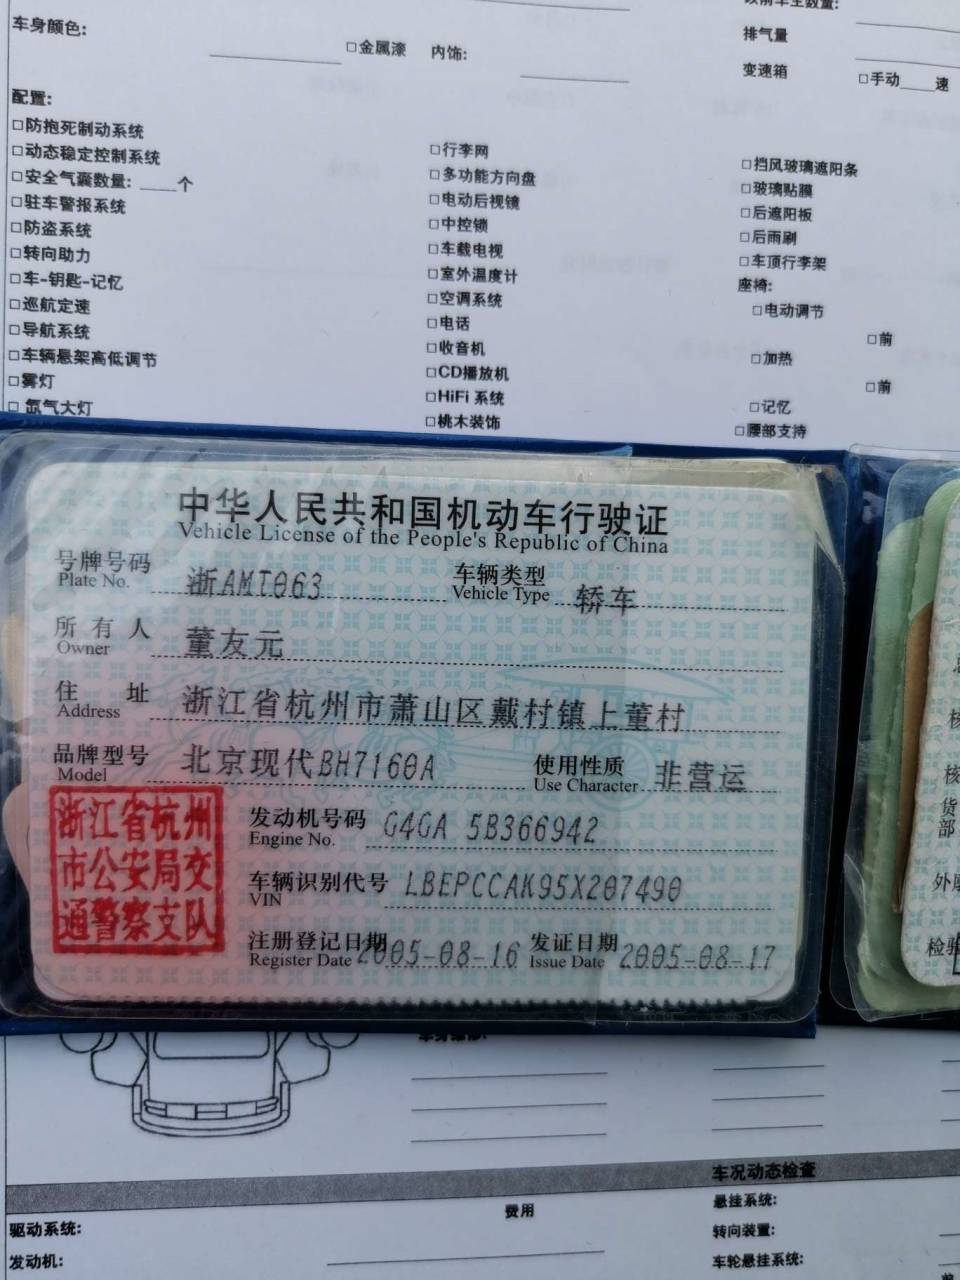 车身颜色:
□金属漆 内饰:
排气量
变速箱 □手动____速
配置:
□防抱死制动系统
□动态稳定控制系统
□安全气囊数量: ____个
□驻车警报系统
□防盗系统
□转向助力
□车-钥匙-记忆
□巡航定速
□导航系统
□车辆悬架高低调节
□雾灯
□氙气大灯
□行李网
□多功能方向盘
□电动后视镜
□中控锁
□车载电视
□室外温度计
□空调系统
□电话
□收音机
□CD播放机
□HiFi 系统
□桃木装饰
□挡风玻璃遮阳条
□玻璃贴膜
□后遮阳板
□后雨刷
□车顶行李架
座椅:
□电动调节
□前
□加热
□前
□记忆
□腰部支持
中华人民共和国机动车行驶证
Vehicle License of the People's Republic of China
号牌号码 浙AMT063 车辆类型 轿车
Plate No. Vehicle Type
所有人 董友元
Owner
住址 浙江省杭州市萧山区戴村镇上董村
Address
品牌型号 北京现代BH7160A 使用性质 非营运
Model Use Character
浙江省杭州
市公安局交
通警察支队
发动机号码 G4GA 5B366942
Engine No.
车辆识别代号 LBEPCCAK95X207490
VIN
注册登记日期 2005-08-16 发证日期 2005-08-17
Register Date Issue Date
核
核
货
部
检验
车况动态检查
费用
驱动系统:
发动机:
悬挂系统:
转向装置:
车轮悬挂系统: